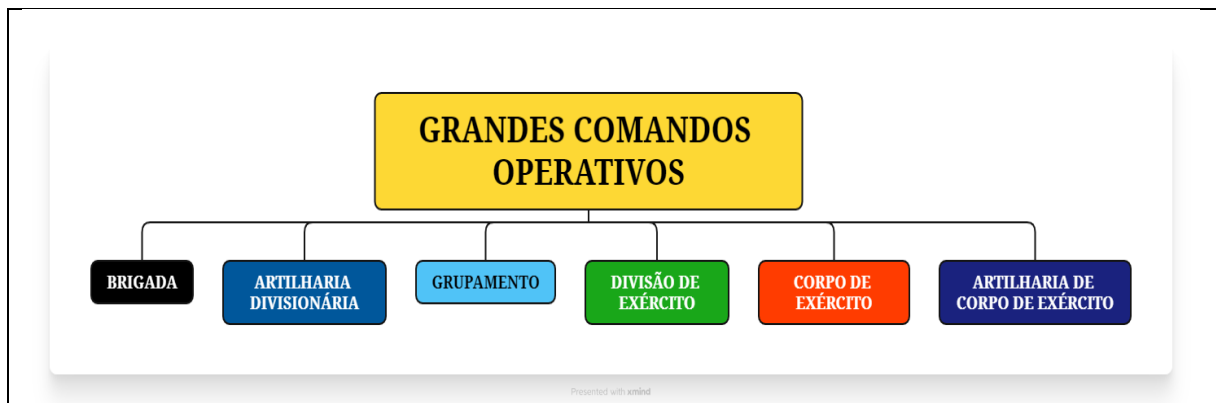 GRANDES COMANDOS
OPERATIVOS
BRIGADA
ARTILHARIA
DIVISIONÁRIA
GRUPAMENTO
DIVISÃO DE
EXÉRCITO
CORPO DE
EXÉRCITO
ARTILHARIA DE
CORPO DE EXÉRCITO
Presented with xmind